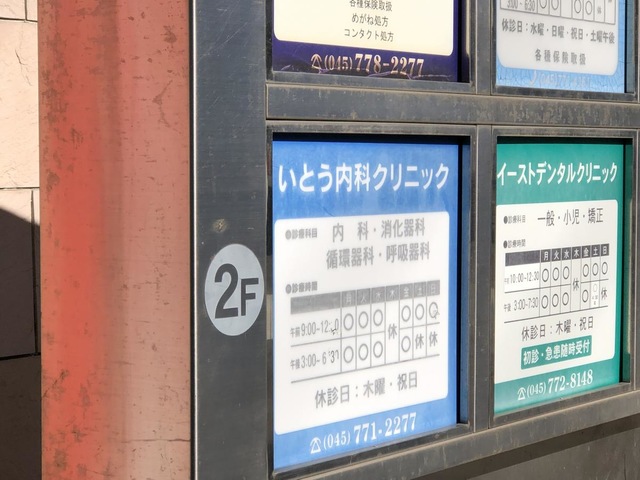 各種保険取扱
めがね処方
コンタクト処方
☎(045)778-2277
休診日：水曜・日曜・祝日・土曜午後
各種保険取扱
2F
いとう内科クリニック
●診療科目 内　科・消化器科
循環器科・呼吸器科
●診療時間
午前9:00-12:30 ○○○休○○○
午後3:00-6:30 ○○○休○休休
休診日：木曜・祝日
☎(045)771-2277
イーストデンタルクリニック
●診療科目 一般・小児・矯正
●診療時間
月火水木金土日
午前10:00-12:30 ○○○休○○○
午後3:00-7:30 ○○○休○
休診日：木曜・祝日
初診・急患随時受付
☎(045)772-8148